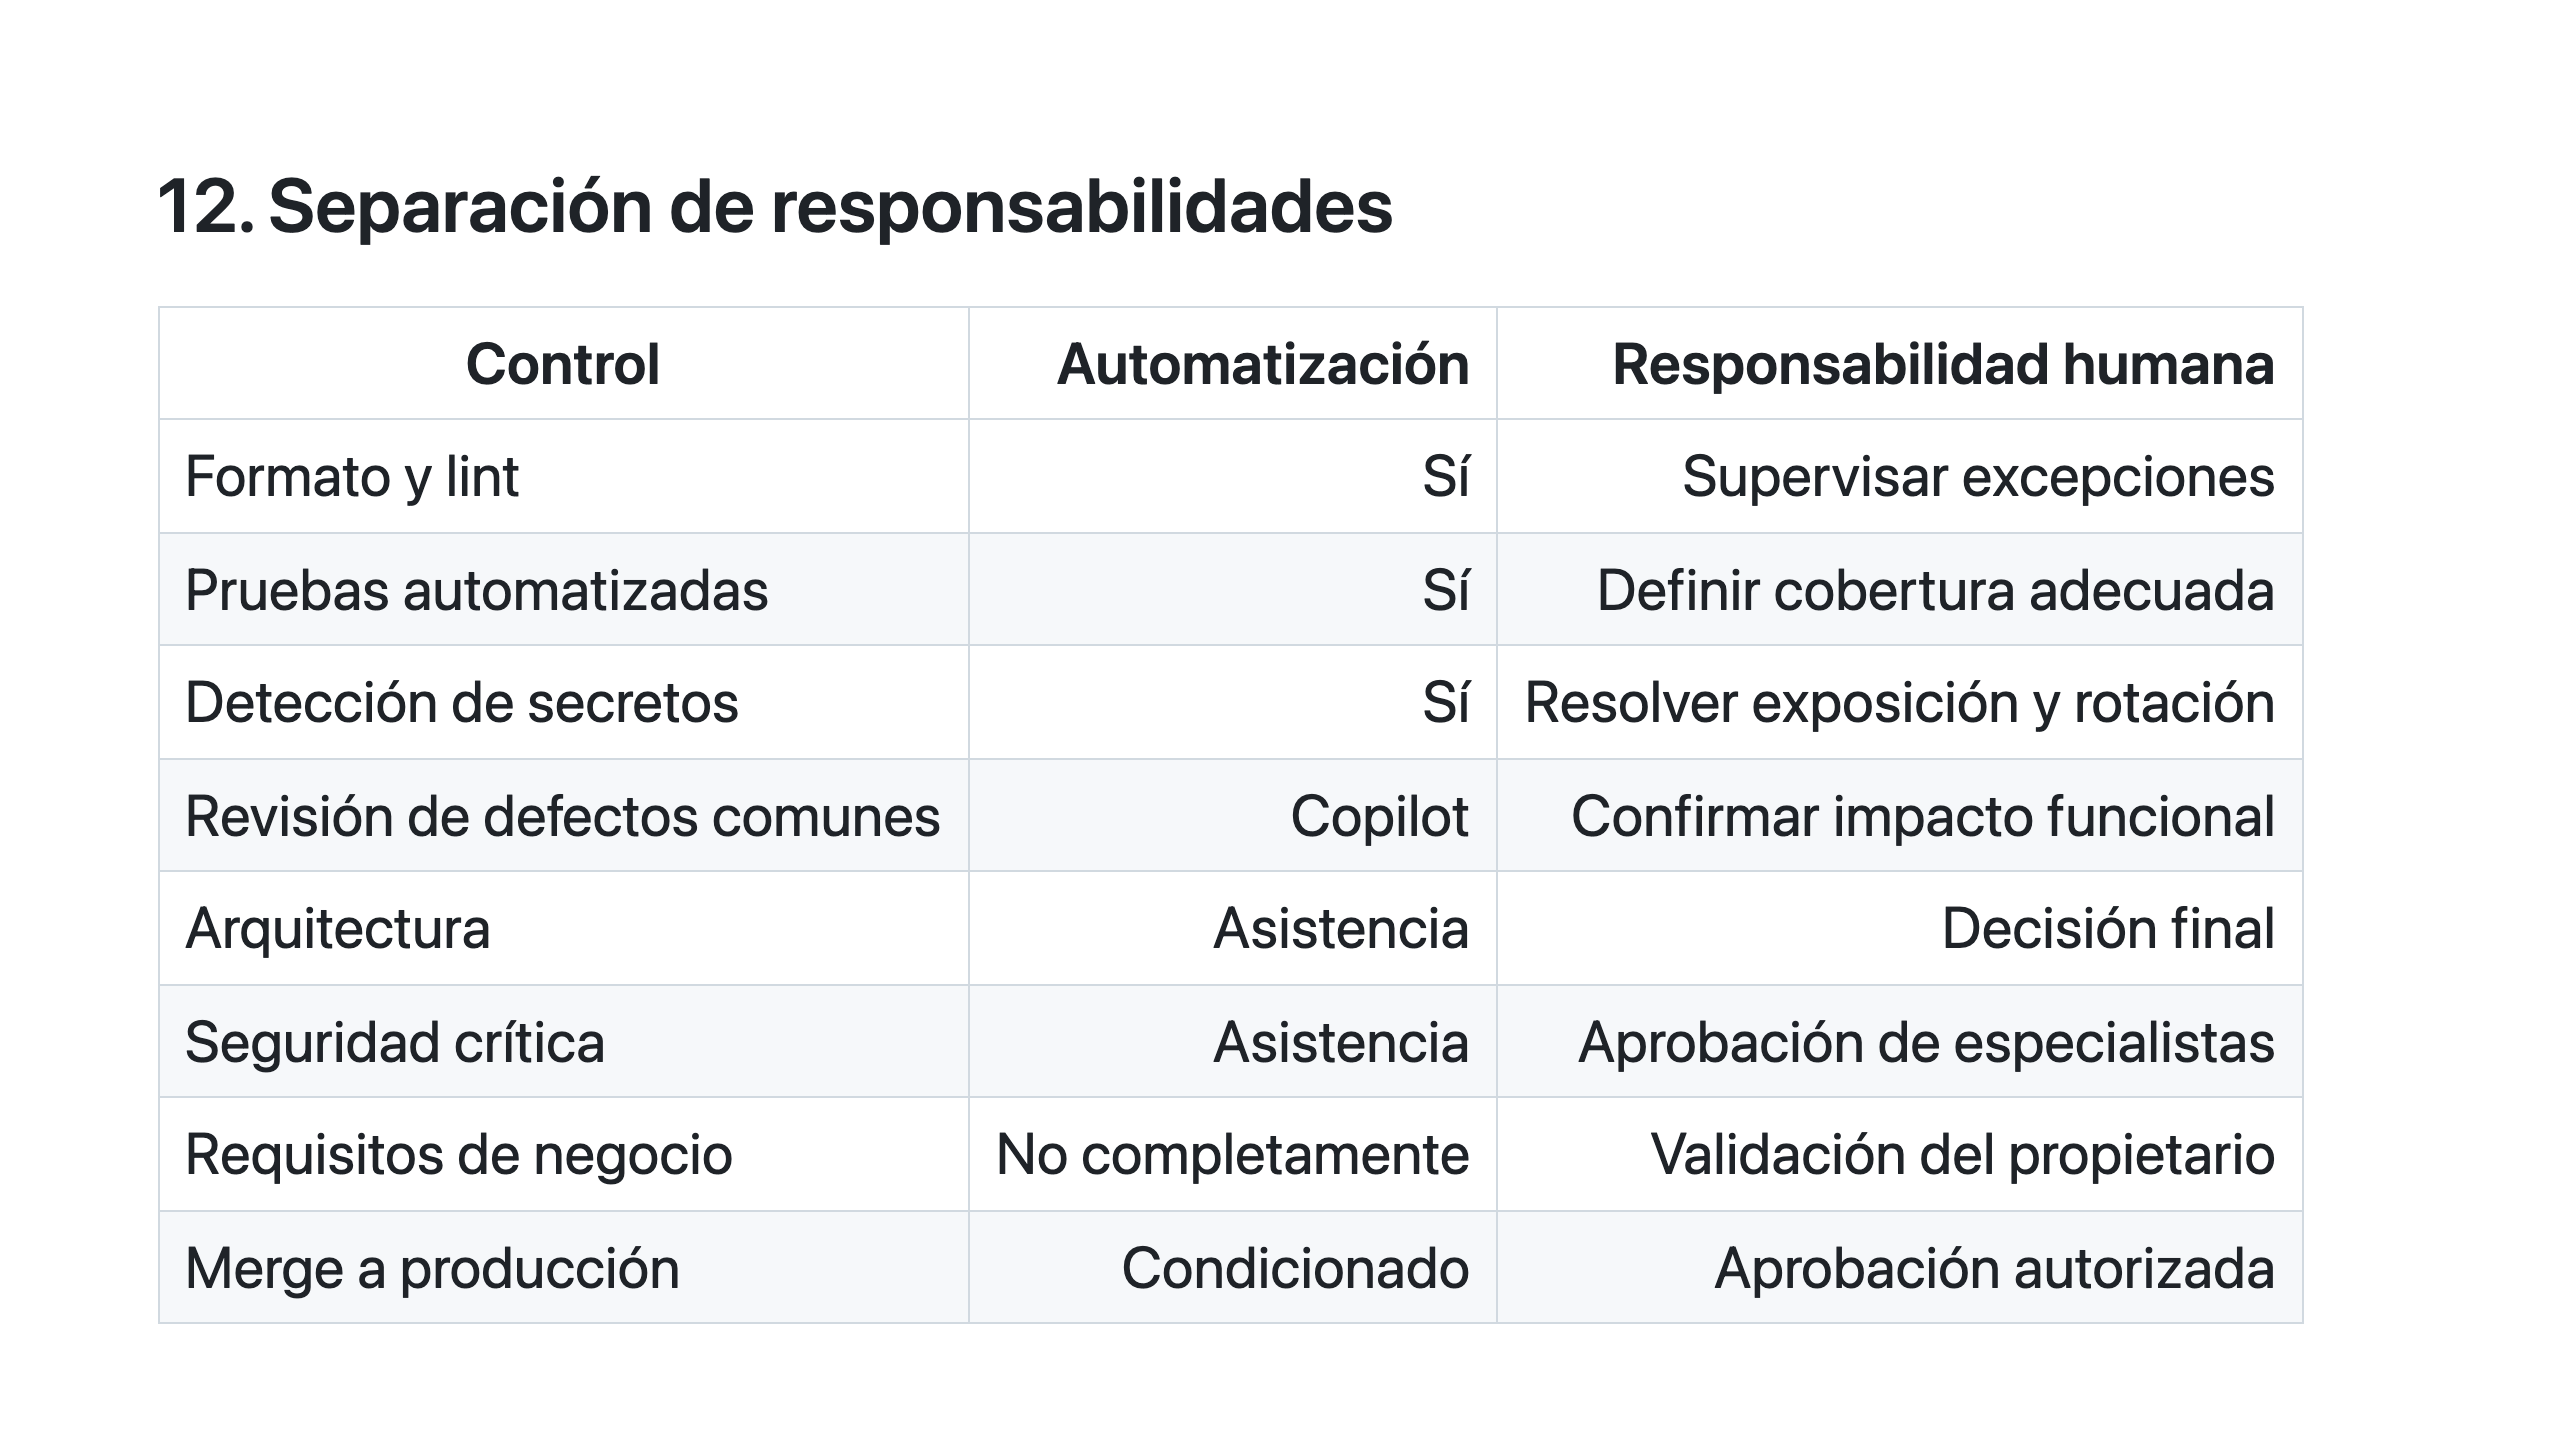 12. Separación de responsabilidades
Control Automatización Responsabilidad humana
Formato y lint Sí Supervisar excepciones
Pruebas automatizadas Sí Definir cobertura adecuada
Detección de secretos Sí Resolver exposición y rotación
Revisión de defectos comunes Copilot Confirmar impacto funcional
Arquitectura Asistencia Decisión final
Seguridad crítica Asistencia Aprobación de especialistas
Requisitos de negocio No completamente Validación del propietario
Merge a producción Condicionado Aprobación autorizada